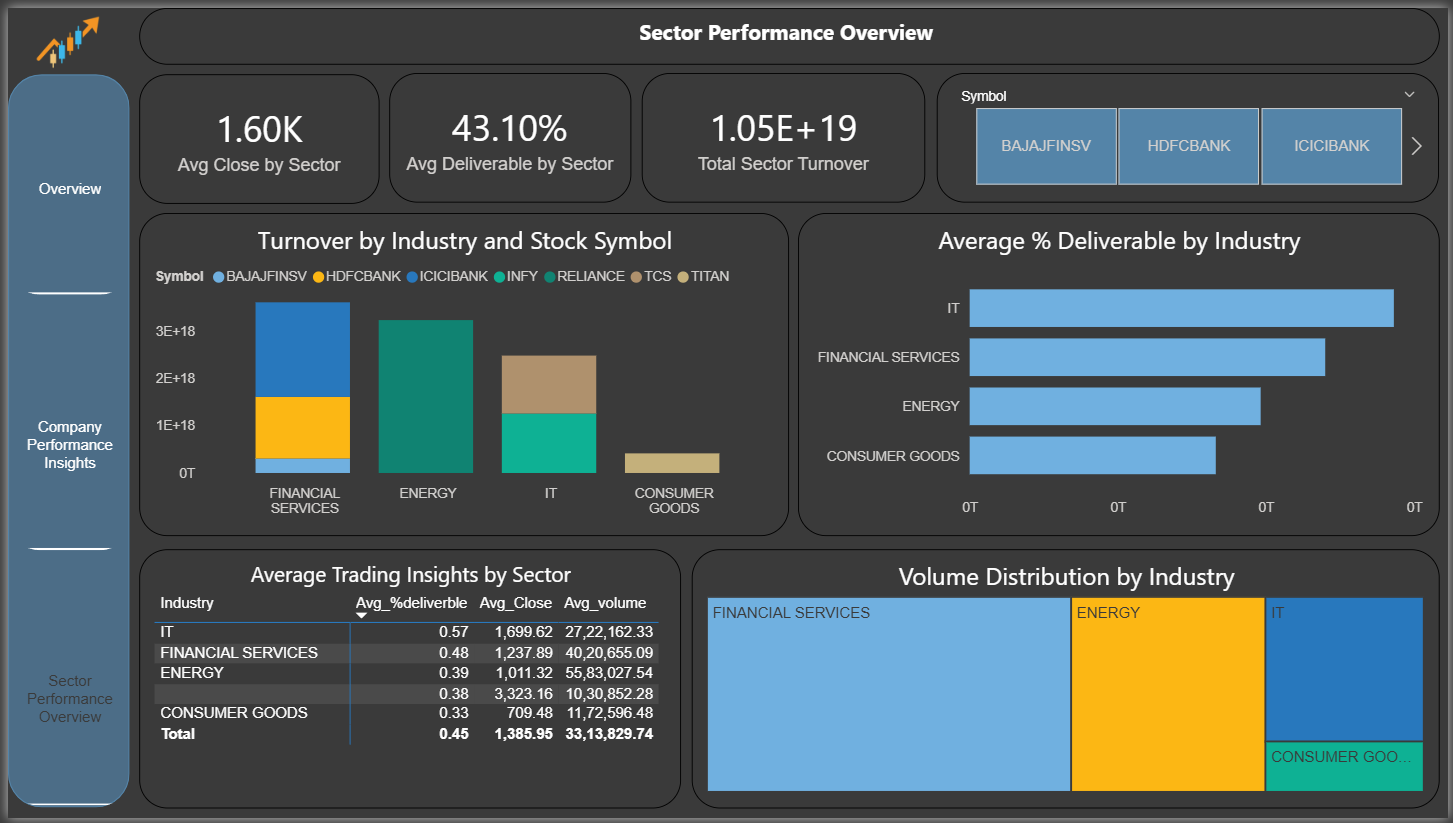 Sector Performance Overview
Overview
Company
Performance
Insights
Sector
Performance
Overview
1.60K
Avg Close by Sector
43.10%
Avg Deliverable by Sector
1.05E+19
Total Sector Turnover
Symbol
BAJAJFINSV HDFCBANK ICICIBANK
Turnover by Industry and Stock Symbol
Symbol BAJAJFINSV HDFCBANK ICICIBANK INFY RELIANCE TCS TITAN
3E+18
2E+18
1E+18
0T
FINANCIAL SERVICES ENERGY IT CONSUMER GOODS
Average % Deliverable by Industry
IT
FINANCIAL SERVICES
ENERGY
CONSUMER GOODS
0T 0T 0T 0T
Average Trading Insights by Sector
Industry Avg_%deliverble Avg_Close Avg_volume
IT 0.57 1,699.62 27,22,162.33
FINANCIAL SERVICES 0.48 1,237.89 40,20,655.09
ENERGY 0.39 1,011.32 55,83,027.54
0.38 3,323.16 10,30,852.28
CONSUMER GOODS 0.33 709.48 11,72,596.48
Total 0.45 1,385.95 33,13,829.74
Volume Distribution by Industry
FINANCIAL SERVICES ENERGY IT
CONSUMER GOO...